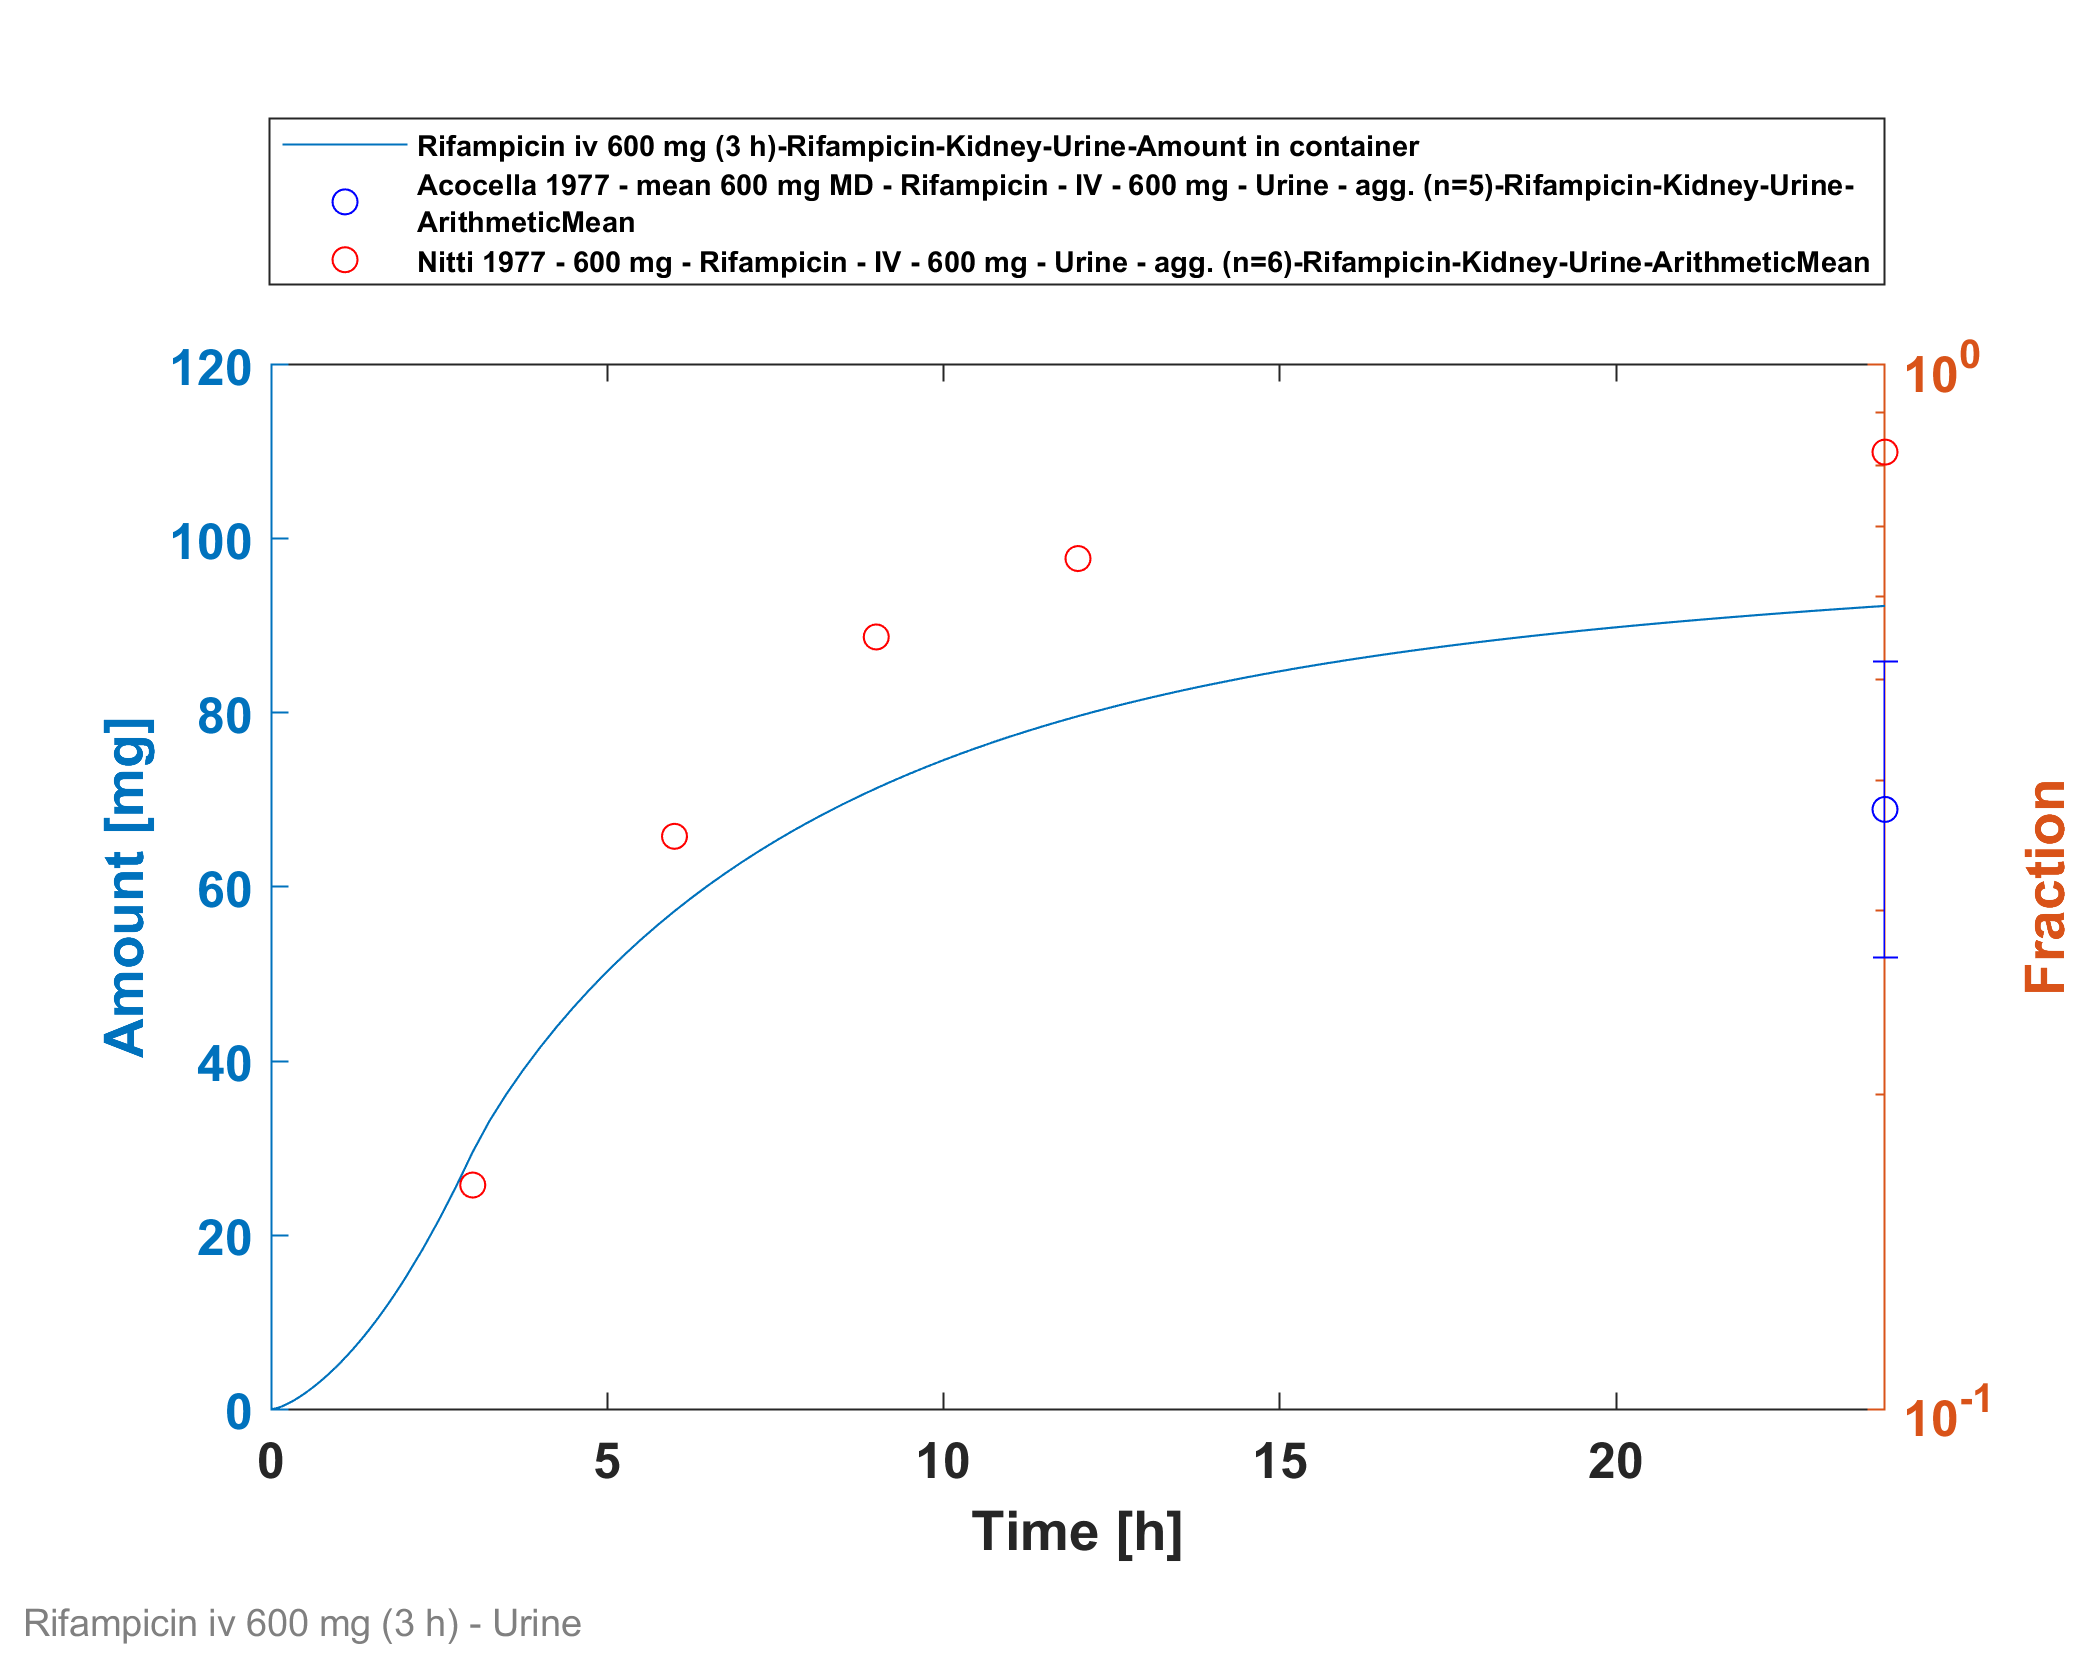 Rifampicin iv 600 mg (3 h)-Rifampicin-Kidney-Urine-Amount in container
Acocella 1977 - mean 600 mg MD - Rifampicin - IV - 600 mg - Urine - agg. (n=5)-Rifampicin-Kidney-Urine-
ArithmeticMean
Nitti 1977 - 600 mg - Rifampicin - IV - 600 mg - Urine - agg. (n=6)-Rifampicin-Kidney-Urine-ArithmeticMean
120
100
80
60
40
20
0
Amount [mg]
10^0
10^-1
Fraction
0 5 10 15 20
Time [h]
Rifampicin iv 600 mg (3 h) - Urine